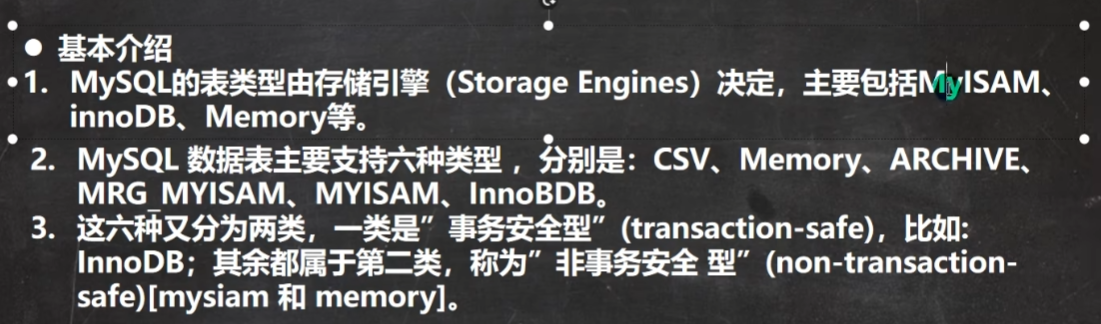 ● 基本介绍
1. MySQL的表类型由存储引擎（Storage Engines）决定，主要包括MyISAM、
innoDB、Memory等。
2. MySQL 数据表主要支持六种类型 ，分别是：CSV、Memory、ARCHIVE、
MRG_MYISAM、MYISAM、InnoBDB。
3. 这六种又分为两类，一类是”事务安全型”(transaction-safe)，比如:
InnoDB；其余都属于第二类，称为”非事务安全 型”(non-transaction-
safe)[mysiam 和 memory]。